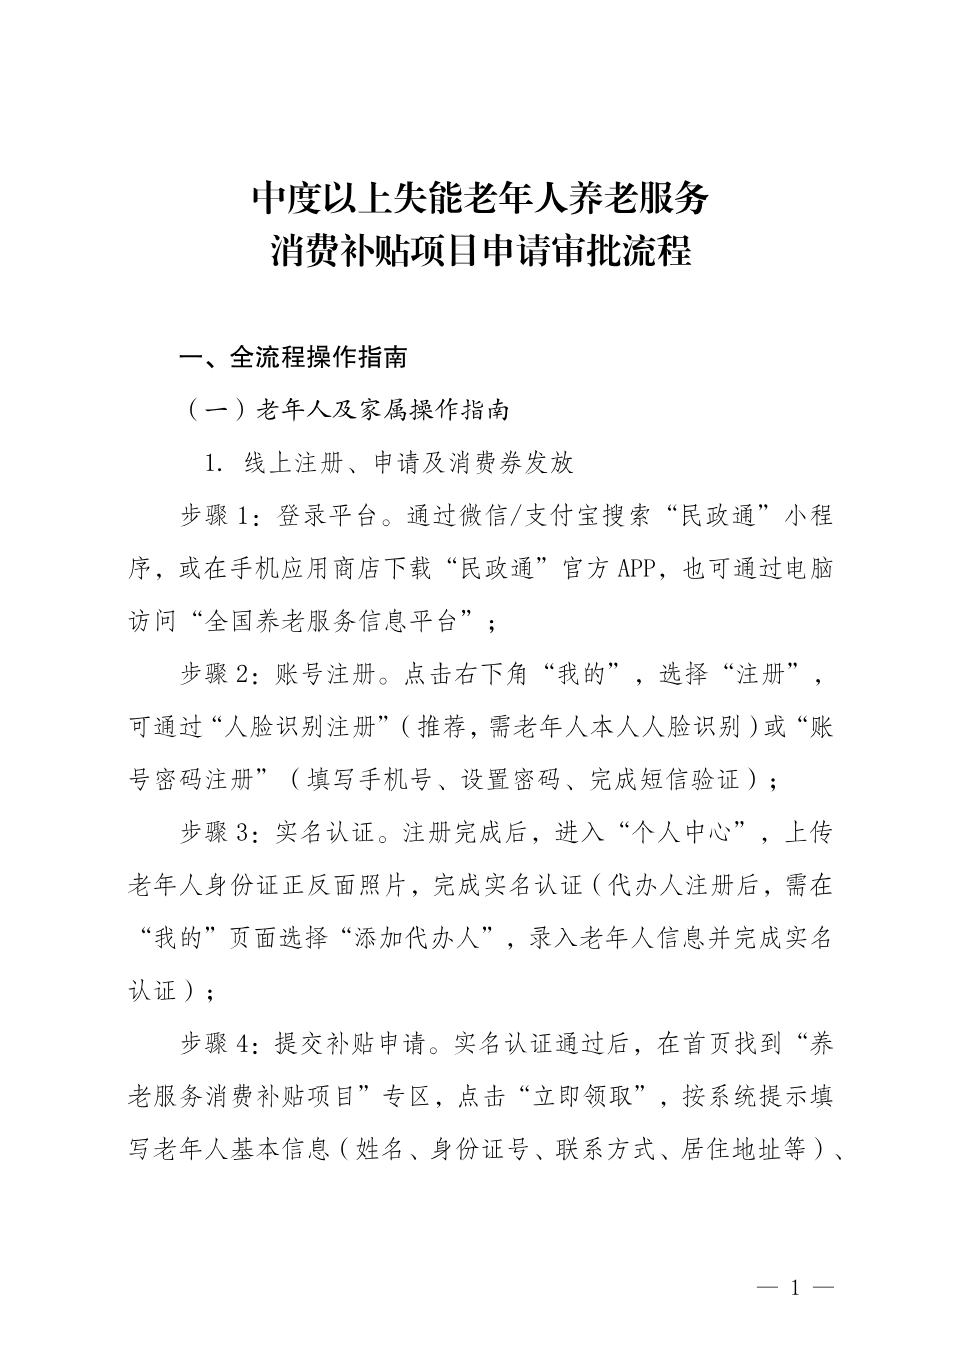 中度以上失能老年人养老服务
消费补贴项目申请审批流程
一、全流程操作指南
（一）老年人及家属操作指南
1. 线上注册、申请及消费券发放
步骤 1：登录平台。通过微信/支付宝搜索“民政通”小程
序，或在手机应用商店下载“民政通”官方 APP，也可通过电脑
访问“全国养老服务信息平台”；
步骤 2：账号注册。点击右下角“我的”，选择“注册”，
可通过“人脸识别注册”（推荐，需老年人本人人脸识别）或“账
号密码注册”（填写手机号、设置密码、完成短信验证）；
步骤 3：实名认证。注册完成后，进入“个人中心”，上传
老年人身份证正反面照片，完成实名认证（代办人注册后，需在
“我的”页面选择“添加代办人”，录入老年人信息并完成实名
认证）；
步骤 4：提交补贴申请。实名认证通过后，在首页找到“养
老服务消费补贴项目”专区，点击“立即领取”，按系统提示填
写老年人基本信息（姓名、身份证号、联系方式、居住地址等）、
— 1 —